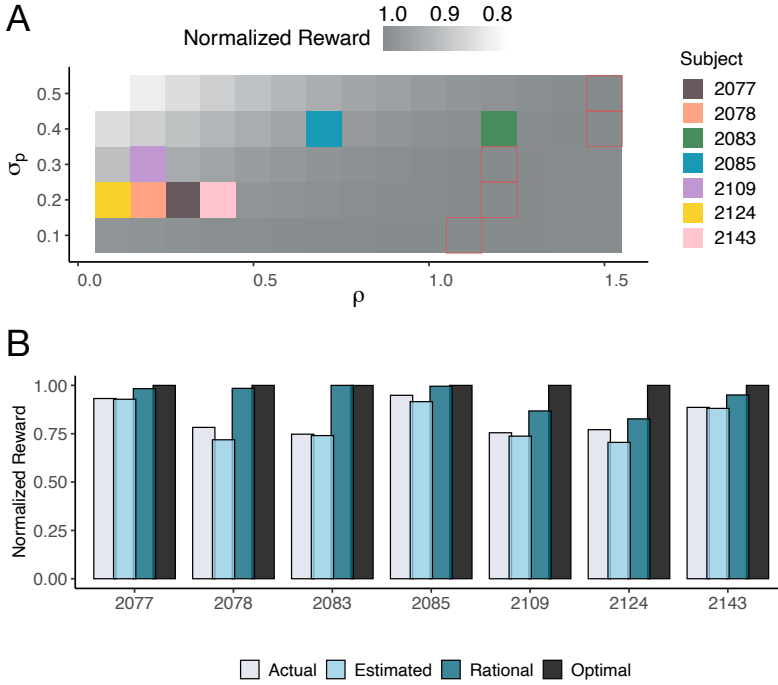 A
Normalized Reward
1.0 0.9 0.8
0.5
0.4
0.3
0.2
0.1
σp
0.0 0.5 1.0 1.5
ρ
Subject
2077
2078
2083
2085
2109
2124
2143
B
Normalized Reward
1.00
0.75
0.50
0.25
0.00
2077 2078 2083 2085 2109 2124 2143
Actual Estimated Rational Optimal